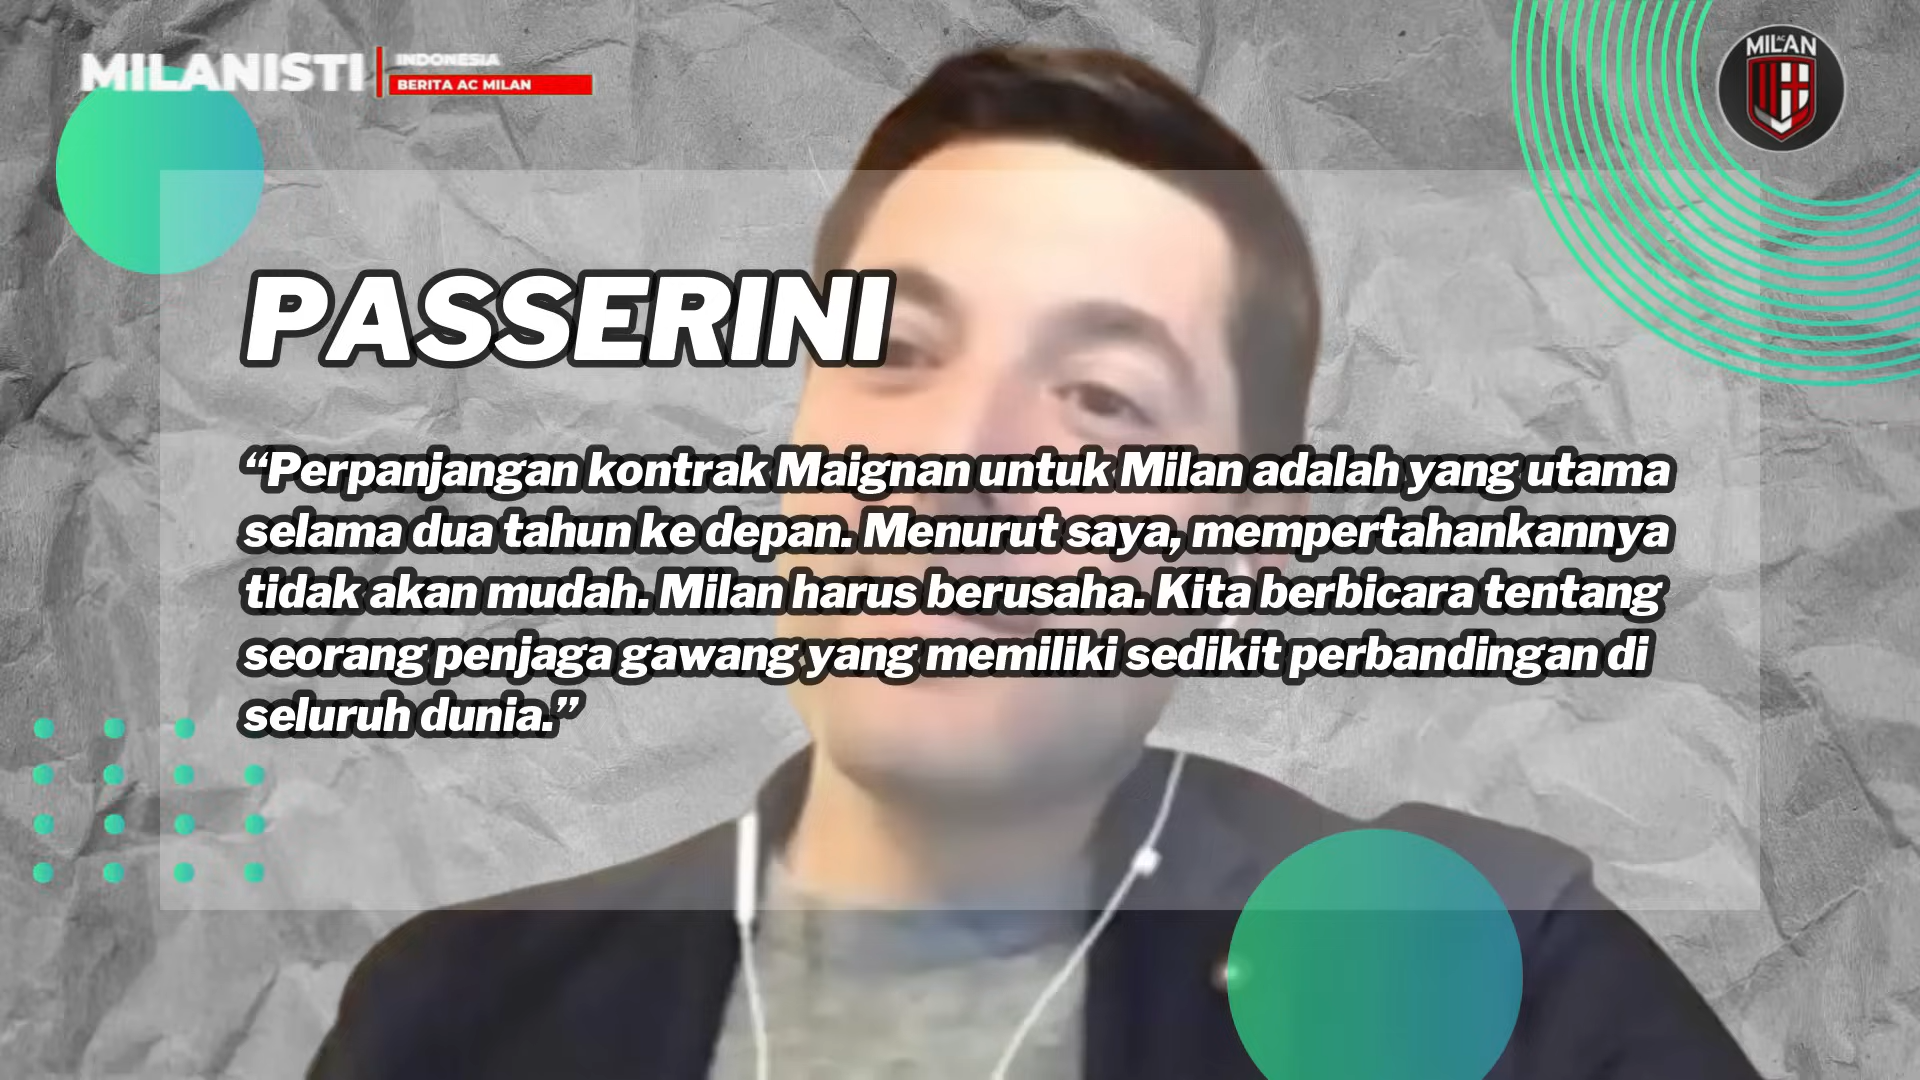 MILANISTI
INDONESIA
BERITA AC MILAN
AC
MILAN
PASSERINI
“Perpanjangan kontrak Maignan untuk Milan adalah yang utama
selama dua tahun ke depan. Menurut saya, mempertahankannya
tidak akan mudah. Milan harus berusaha. Kita berbicara tentang
seorang penjaga gawang yang memiliki sedikit perbandingan di
seluruh dunia.”